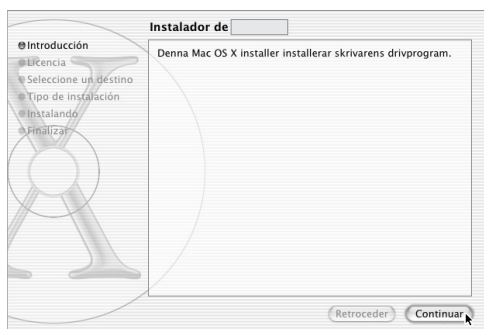 Instalador de
Introducción
Licencia
Seleccione un destino
Tipo de instalación
Instalando
Finalizar
Denna Mac OS X installer installerar skrivarens drivprogram.
Retroceder
Continuar